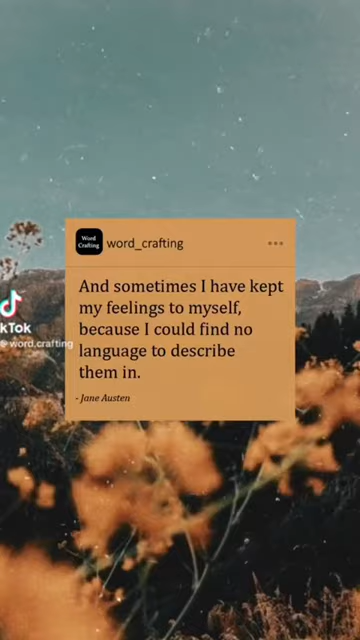 Word
Crafting
word_crafting
And sometimes I have kept
my feelings to myself,
because I could find no
language to describe
them in.
- Jane Austen
kTok
word.crafting